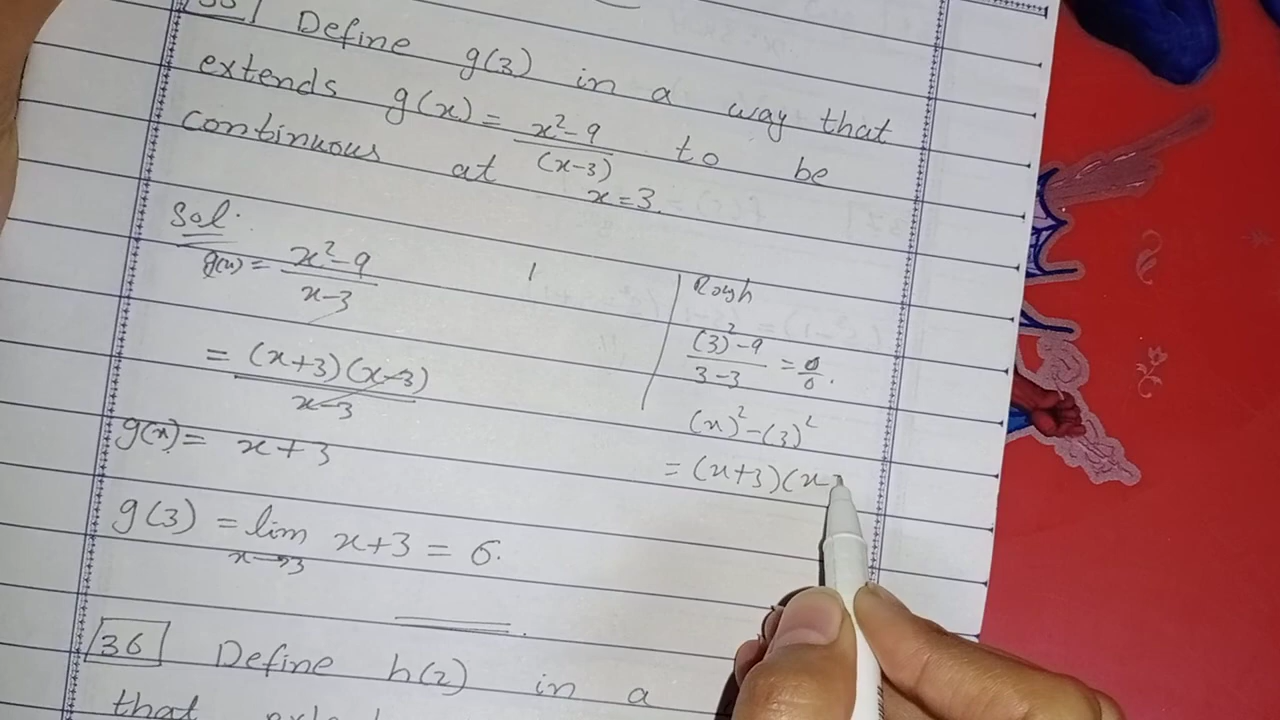 Define g(3) in a way that
extends g(x) = x²-9 / (x-3) to be
continuous at x=3.
Sol:
g(x) = x²-9 / x-3
= (x+3)(x-3) / x-3
g(x) = x+3
g(3) = lim x→3 x+3 = 6.
Rough
(3)²-9 / 3-3 = 0/0.
(x)²-(3)²
= (x+3)(x-
36 Define h(2) in a
that